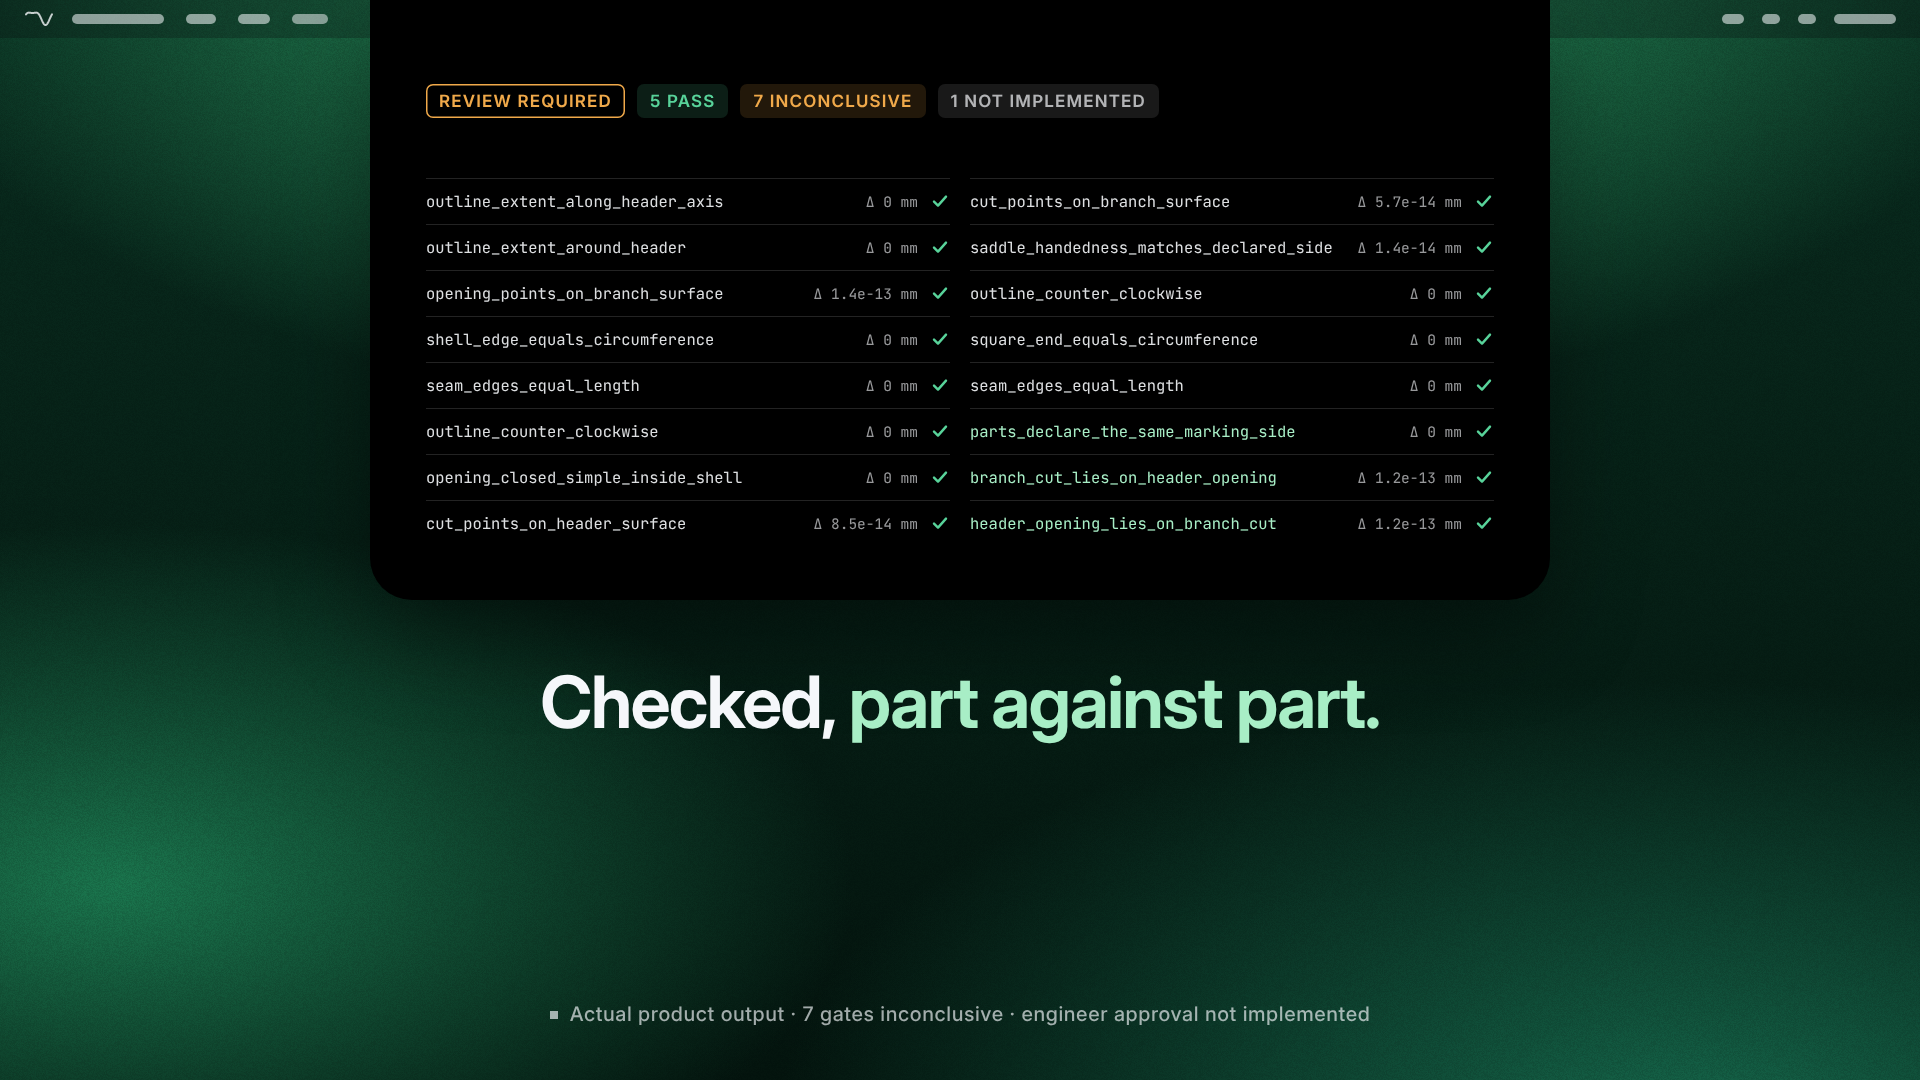 REVIEW REQUIRED 5 PASS 7 INCONCLUSIVE 1 NOT IMPLEMENTED
outline_extent_along_header_axis Δ 0 mm ✓
outline_extent_around_header Δ 0 mm ✓
opening_points_on_branch_surface Δ 1.4e-13 mm ✓
shell_edge_equals_circumference Δ 0 mm ✓
seam_edges_equal_length Δ 0 mm ✓
outline_counter_clockwise Δ 0 mm ✓
opening_closed_simple_inside_shell Δ 0 mm ✓
cut_points_on_header_surface Δ 8.5e-14 mm ✓
cut_points_on_branch_surface Δ 5.7e-14 mm ✓
saddle_handedness_matches_declared_side Δ 1.4e-14 mm ✓
outline_counter_clockwise Δ 0 mm ✓
square_end_equals_circumference Δ 0 mm ✓
seam_edges_equal_length Δ 0 mm ✓
parts_declare_the_same_marking_side Δ 0 mm ✓
branch_cut_lies_on_header_opening Δ 1.2e-13 mm ✓
header_opening_lies_on_branch_cut Δ 1.2e-13 mm ✓
Checked, part against part.
Actual product output · 7 gates inconclusive · engineer approval not implemented